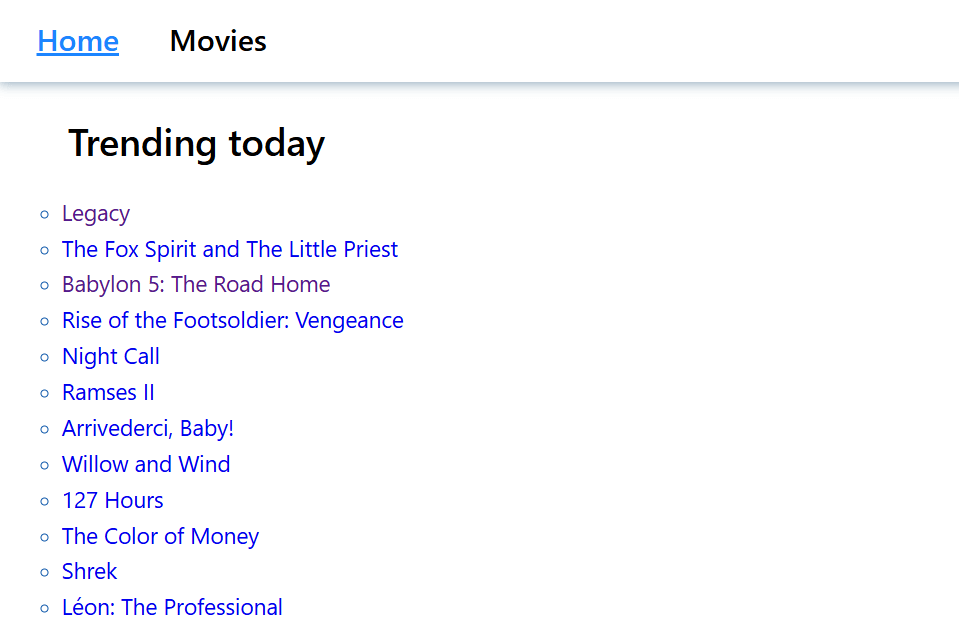 Home Movies
Trending today
Legacy
The Fox Spirit and The Little Priest
Babylon 5: The Road Home
Rise of the Footsoldier: Vengeance
Night Call
Ramses II
Arrivederci, Baby!
Willow and Wind
127 Hours
The Color of Money
Shrek
Léon: The Professional